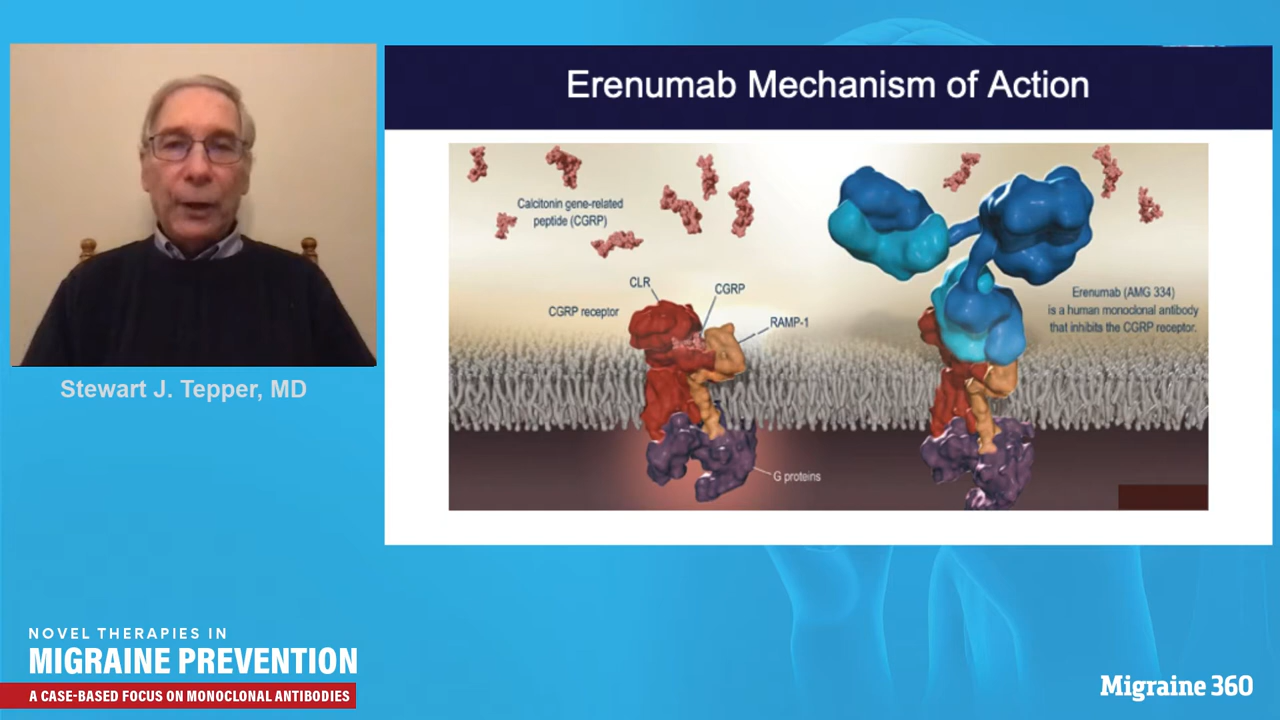 Erenumab Mechanism of Action
Calcitonin gene-related
peptide (CGRP)
CLR
CGRP
CGRP receptor
RAMP-1
Erenumab (AMG 334)
is a human monoclonal antibody
that inhibits the CGRP receptor.
G proteins
Stewart J. Tepper, MD
NOVEL THERAPIES IN
MIGRAINE PREVENTION
A CASE-BASED FOCUS ON MONOCLONAL ANTIBODIES
Migraine 360